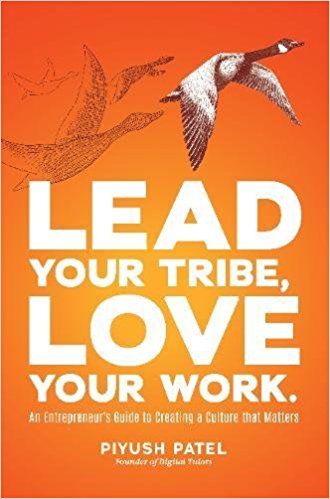 LEAD
YOUR TRIBE,
LOVE
YOUR WORK.
An Entrepreneur's Guide to Creating a Culture that Matters
PIYUSH PATEL
Founder of Digital Tutors